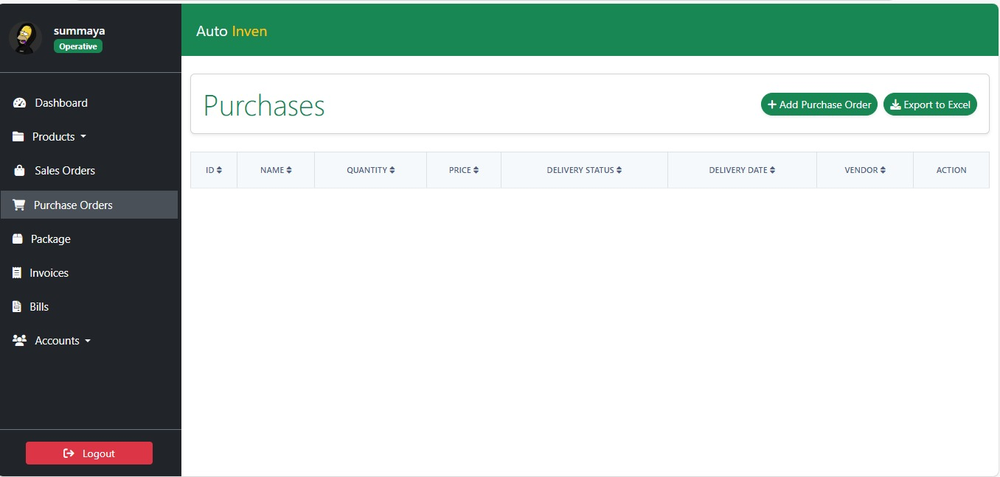 summaya
Operative
Auto Inven
Dashboard
Products
Sales Orders
Purchase Orders
Package
Invoices
Bills
Accounts
Logout
Purchases
Add Purchase Order
Export to Excel
ID NAME QUANTITY PRICE DELIVERY STATUS DELIVERY DATE VENDOR ACTION